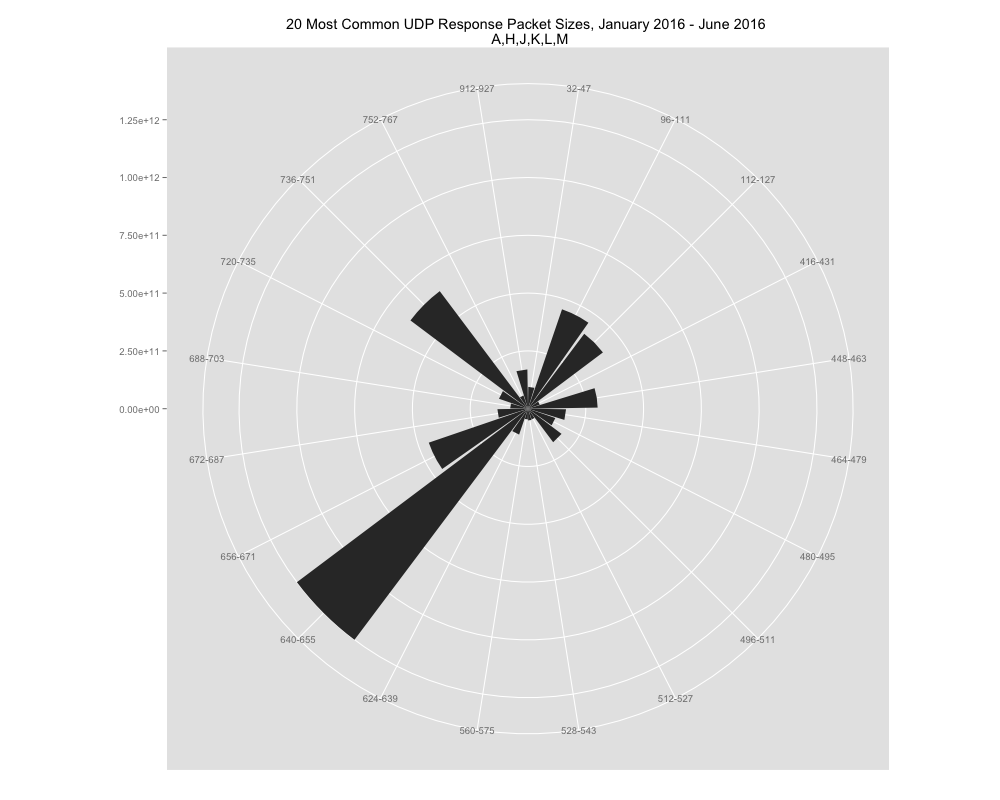 20 Most Common UDP Response Packet Sizes, January 2016 - June 2016
A,H,J,K,L,M
912-927
32-47
752-767
96-111
1.25e+12
736-751
112-127
1.00e+12
7.50e+11
720-735
416-431
5.00e+11
2.50e+11
688-703
448-463
0.00e+00
672-687
464-479
656-671
480-495
640-655
496-511
624-639
512-527
560-575
528-543